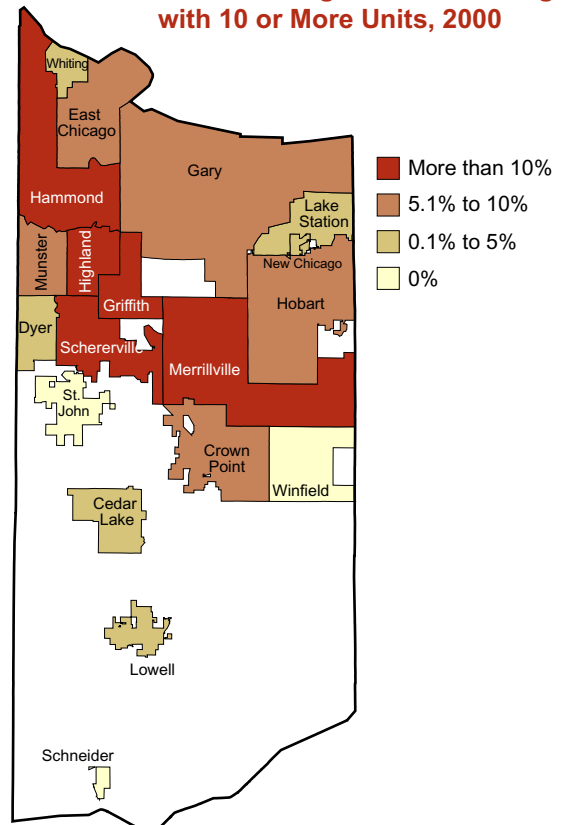 with 10 or More Units, 2000
Whiting
East
Chicago
Gary
More than 10%
Hammond
5.1% to 10%
Lake
Station
0.1% to 5%
Munster
Highland
New Chicago
0%
Griffith
Hobart
Dyer
Schererville
Merrillville
St.
John
Crown
Point
Winfield
Cedar
Lake
Lowell
Schneider